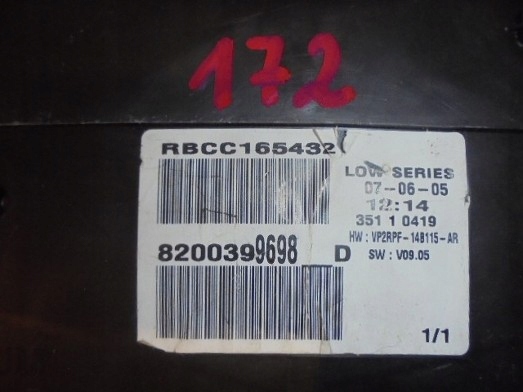 172
RBCC165432
LOW SERIES
07-06-05
12:14
351 1 0419
HW : VP2RPF-14B115-AR
8200399698 D
SW : V09.05
1/1